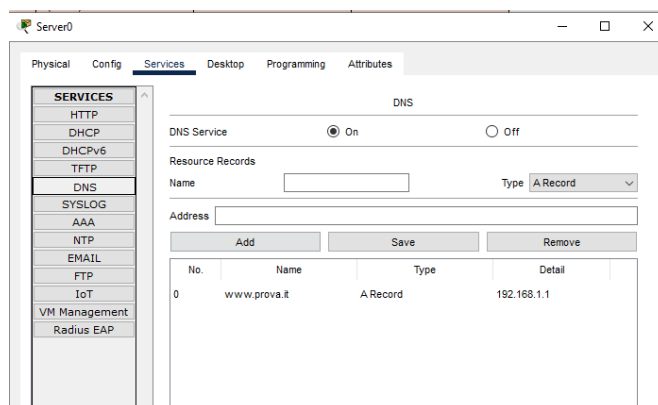 Server0
Physical Config Services Desktop Programming Attributes
SERVICES
HTTP
DHCP
DHCPv6
TFTP
DNS
SYSLOG
AAA
NTP
EMAIL
FTP
IoT
VM Management
Radius EAP
DNS
DNS Service On Off
Resource Records
Name Type A Record
Address
Add Save Remove
No. Name Type Detail
0 www.prova.it A Record 192.168.1.1